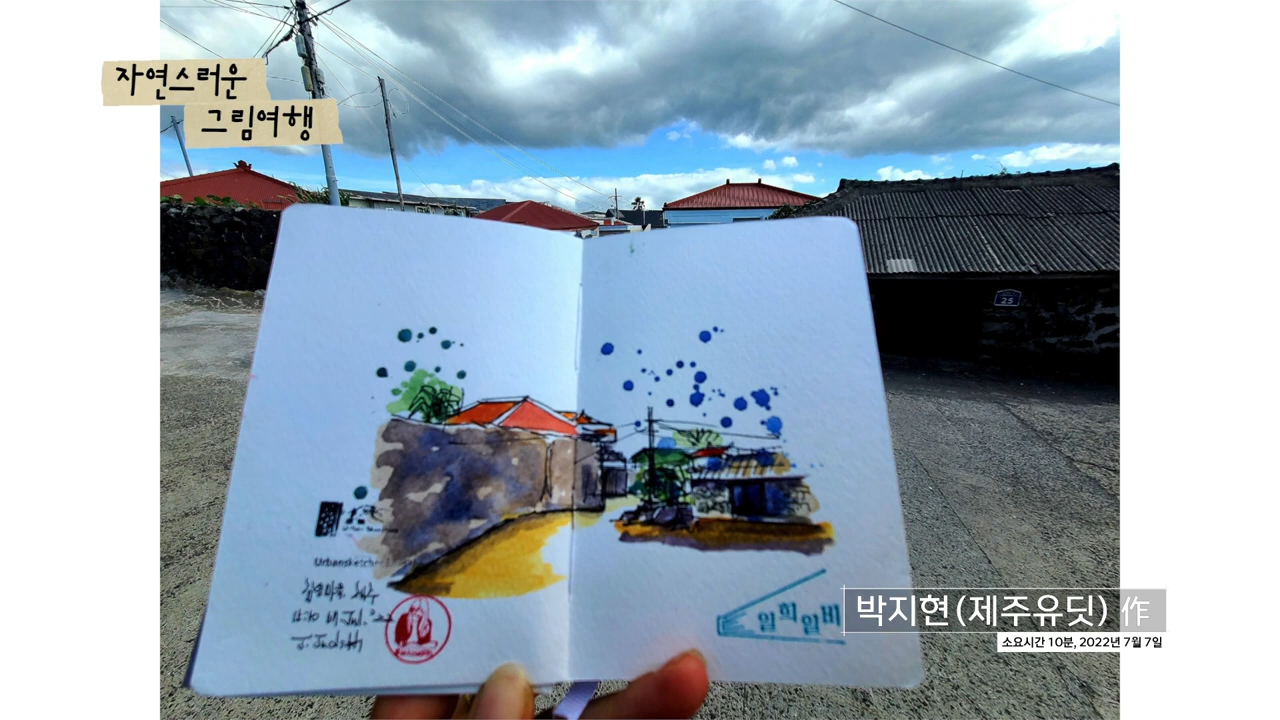 자연스러운
그림여행
25
Urbansketcher
일희일비
박지현(제주유딧) 作
소요시간 10분, 2022년 7월 7일